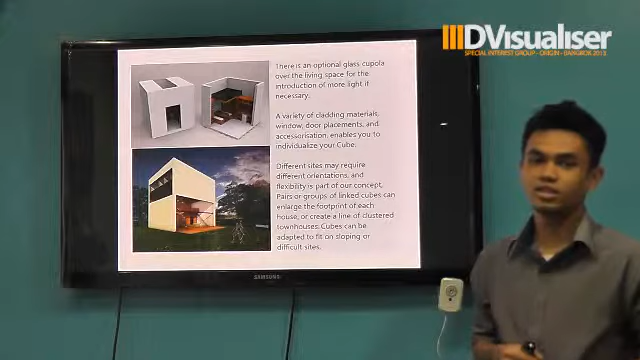 DVisualiser
SPECIAL INTEREST GROUP - ORIGIN - BANGKOK 2013
There is an optional glass cupola
over the living space for the
introduction of more light if
necessary.
A variety of cladding materials,
window, door placements, and
accessorisation, enables you to
individualize your Cube.
Different sites may require
different orientations, and
flexibility is part of our concept.
Pairs or groups of linked cubes can
enlarge the footprint of each
house, or create a line of clustered
townhouses. Cubes can be
adapted to fit on sloping or
difficult sites.
SAMSUNG